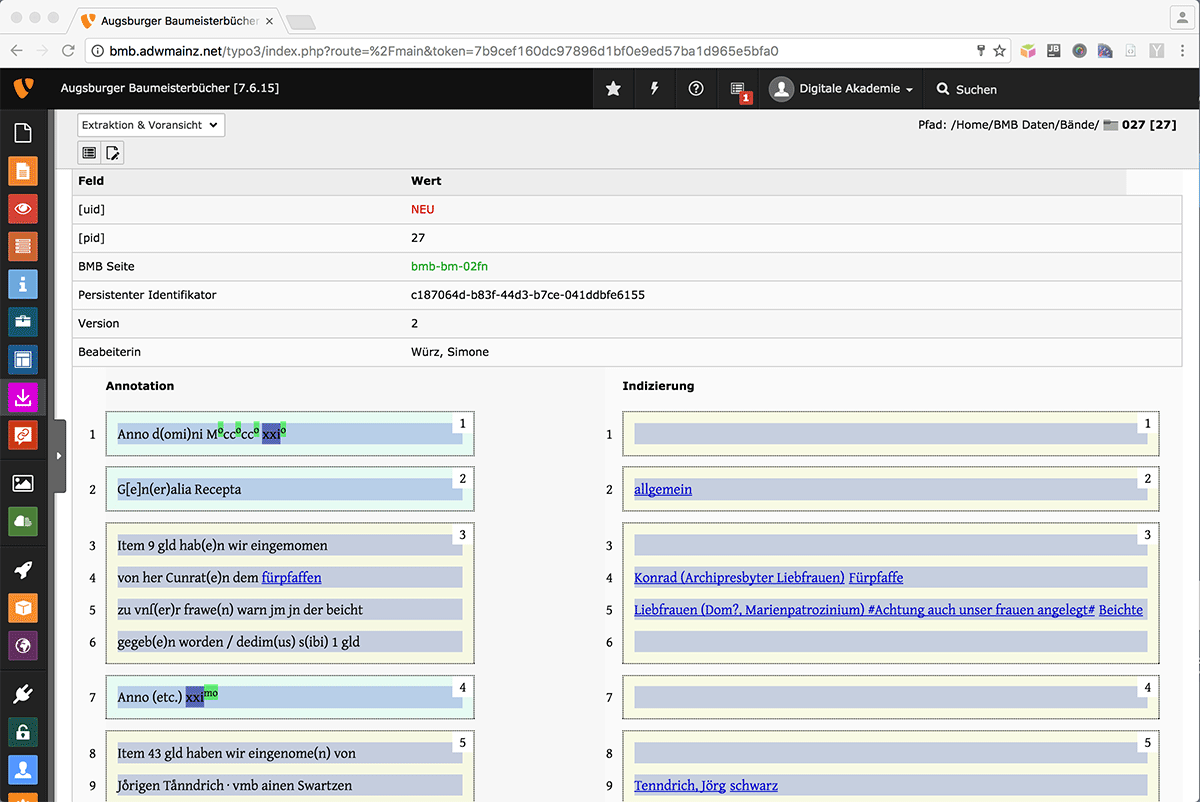 Augsburger Baumeisterbücher
bmb.adwmainz.net/typo3/index.php?route=%2Fmain&token=7b9cef160dc97896d1bf0e9ed57ba1d965e5bfa0
JB
Augsburger Baumeisterbücher [7.6.15]
1
Digitale Akademie
Suchen
Extraktion & Voransicht
Pfad: /Home/BMB Daten/Bände/ 027 [27]
Feld Wert
[uid] NEU
[pid] 27
BMB Seite bmb-bm-02fn
Persistenter Identifikator c187064d-b83f-44d3-b7ce-041ddbfe6155
Version 2
Beabeiterin Würz, Simone
Annotation Indizierung
1 Anno d(omi)ni Mºccºccº xxiº 1 1 1
2 G[e]n(er)alia Recepta 2 2 allgemein 2
3 Item 9 gld hab(e)n wir eingemomen 3 3 3
4 von her Cunrat(e)n dem fürpfaffen 4 Konrad (Archipresbyter Liebfrauen) Fürpfaffe
5 zu vnſ(er)r frawe(n) warn jm jn der beicht 5 Liebfrauen (Dom?, Marienpatrozinium) #Achtung auch unser frauen angelegt# Beichte
6 gegeb(e)n worden / dedim(us) s(ibi) 1 gld 6
7 Anno (etc.) xxiᵐᵒ 4 7 4
8 Item 43 gld haben wir eingenome(n) von 5 8 5
9 Jőrigen Tånndrich · vmb ainen Swartzen 9 Tenndrich, Jörg schwarz